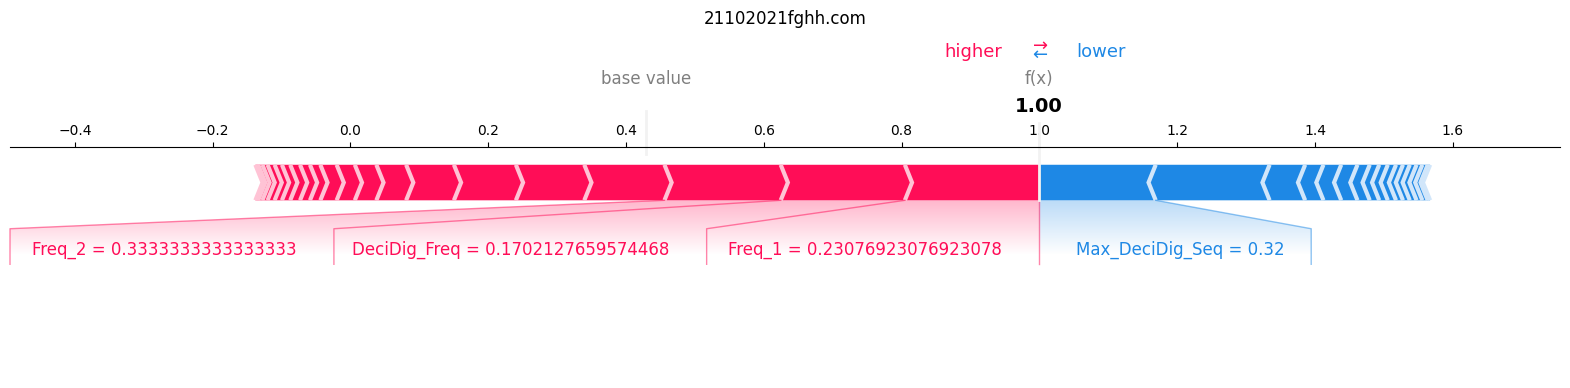 21102021fghh.com
higher → ← lower
base value f(x)
1.00
−0.4 −0.2 0.0 0.2 0.4 0.6 0.8 1.0 1.2 1.4 1.6
Freq_2 = 0.3333333333333333 DeciDig_Freq = 0.1702127659574468 Freq_1 = 0.23076923076923078 Max_DeciDig_Seq = 0.32